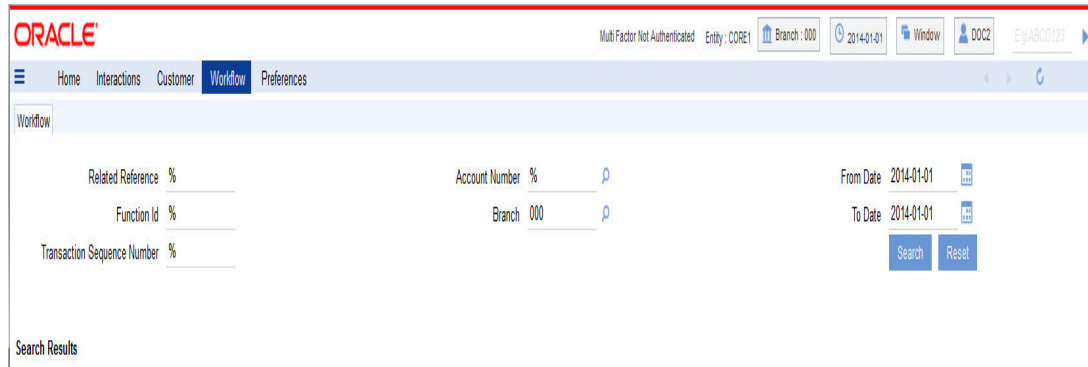 ORACLE
Multi Factor Not Authenticated Entity : CORE1 Branch : 000 2014-01-01 Window DOC2 E.g.ABCD123
Home Interactions Customer Workflow Preferences
Workflow
Related Reference % Account Number % From Date 2014-01-01
Function Id % Branch 000 To Date 2014-01-01
Transaction Sequence Number % Search Reset
Search Results